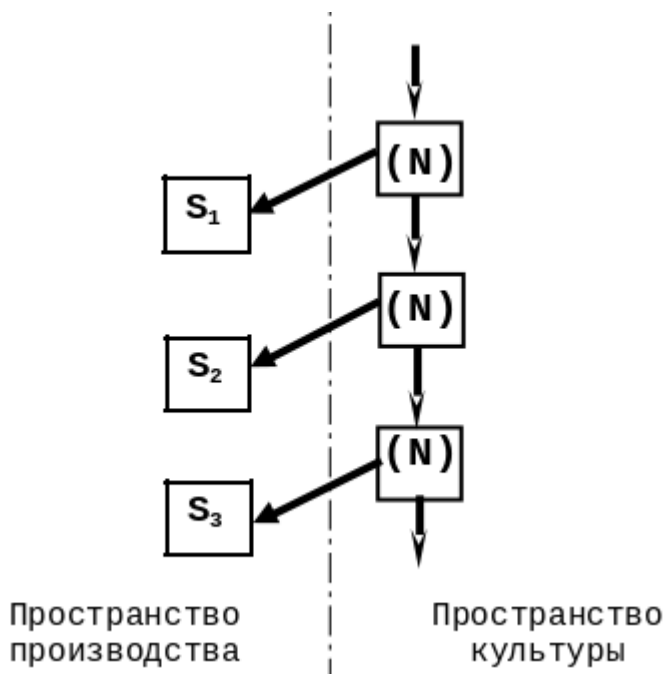 (N)
S₁
(N)
S₂
(N)
S₃
Пространство
производства
Пространство
культуры